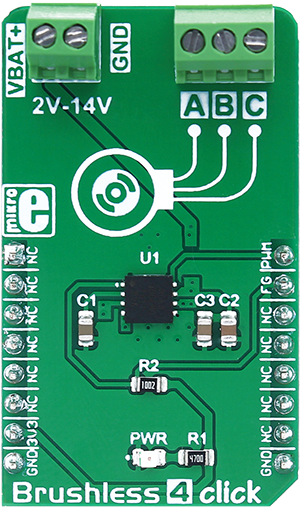 VBAT+
GND
2V-14V
A B C
mikro
e
U1
NC PWM
NC FG
NC NC
C1 C3 C2
NC NC
NC NC
R2
1002
NC NC
3V3 NC
PWR R1
4700
GND GND
Brushless 4 click